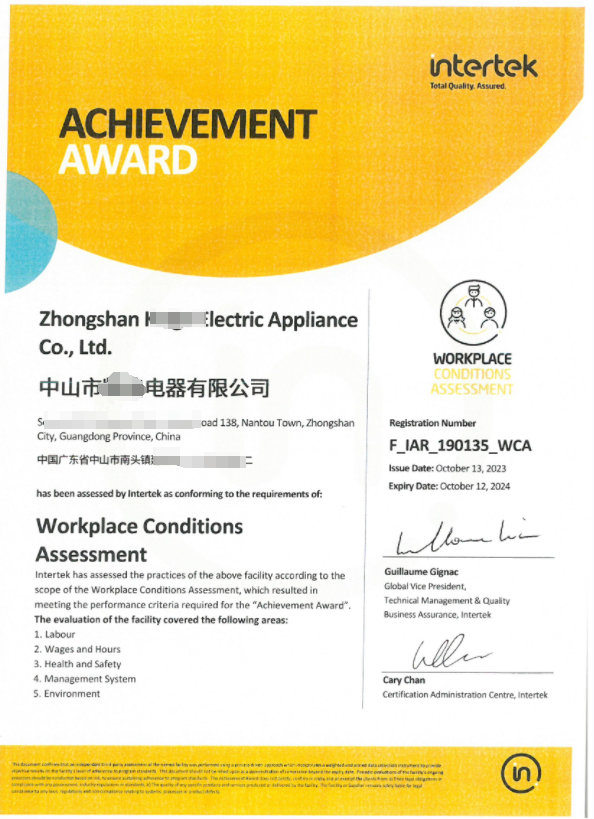 intertek
Total Quality. Assured.
ACHIEVEMENT
AWARD
Zhongshan Electric Appliance
Co., Ltd.
中山市电器有限公司
138, Nantou Town, Zhongshan
City, Guangdong Province, China
中国广东省中山市南头镇
has been assessed by Intertek as conforming to the requirements of:
Workplace Conditions
Assessment
Intertek has assessed the practices of the above facility according to the
scope of the Workplace Conditions Assessment, which resulted in
meeting the performance criteria required for the “Achievement Award”.
The evaluation of the facility covered the following areas:
1. Labour
2. Wages and Hours
3. Health and Safety
4. Management System
5. Environment
WORKPLACE
CONDITIONS
ASSESSMENT
Registration Number
F_IAR_190135_WCA
Issue Date: October 13, 2023
Expiry Date: October 12, 2024
Guillaume Gignac
Global Vice President,
Technical Management & Quality
Business Assurance, Intertek
Cary Chan
Certification Administration Centre, Intertek
in